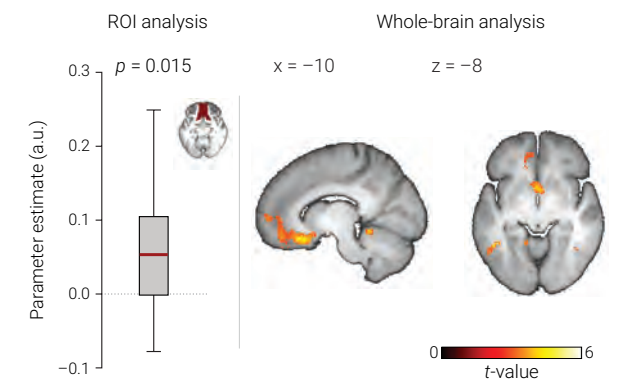 ROI analysis
Whole-brain analysis
p = 0.015
x = −10
z = −8
Parameter estimate (a.u.)
0.3
0.2
0.1
0.0
−0.1
0
6
t-value